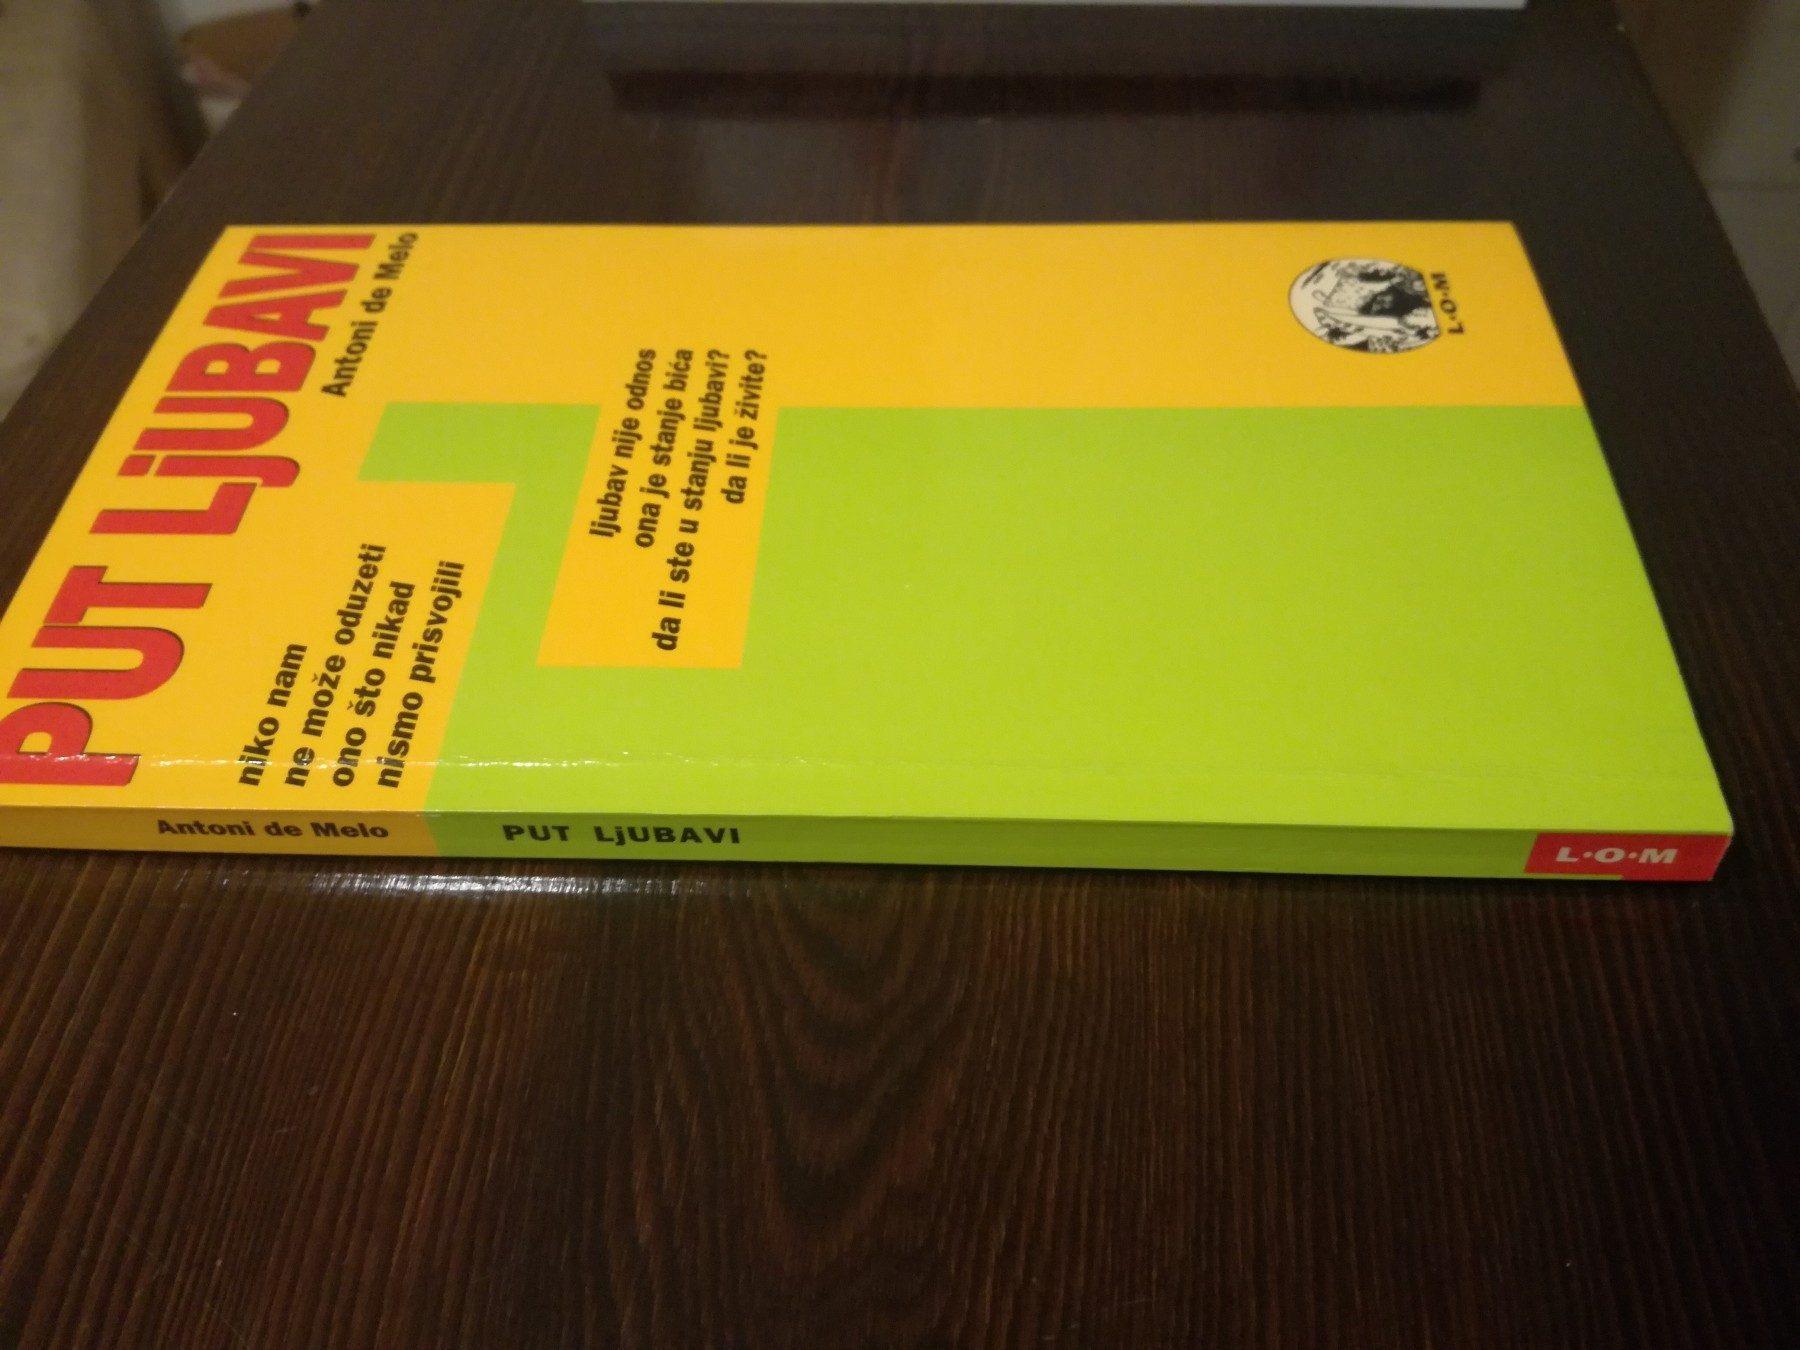 PUT LjUBAVI
Antoni de Melo
niko nam
ne može oduzeti
ono što nikad
nismo prisvojili
ljubav nije odnos
ona je stanje bića
da li ste u stanju ljubavi?
da li je živite?
L•O•M
Antoni de Melo PUT LjUBAVI L•O•M